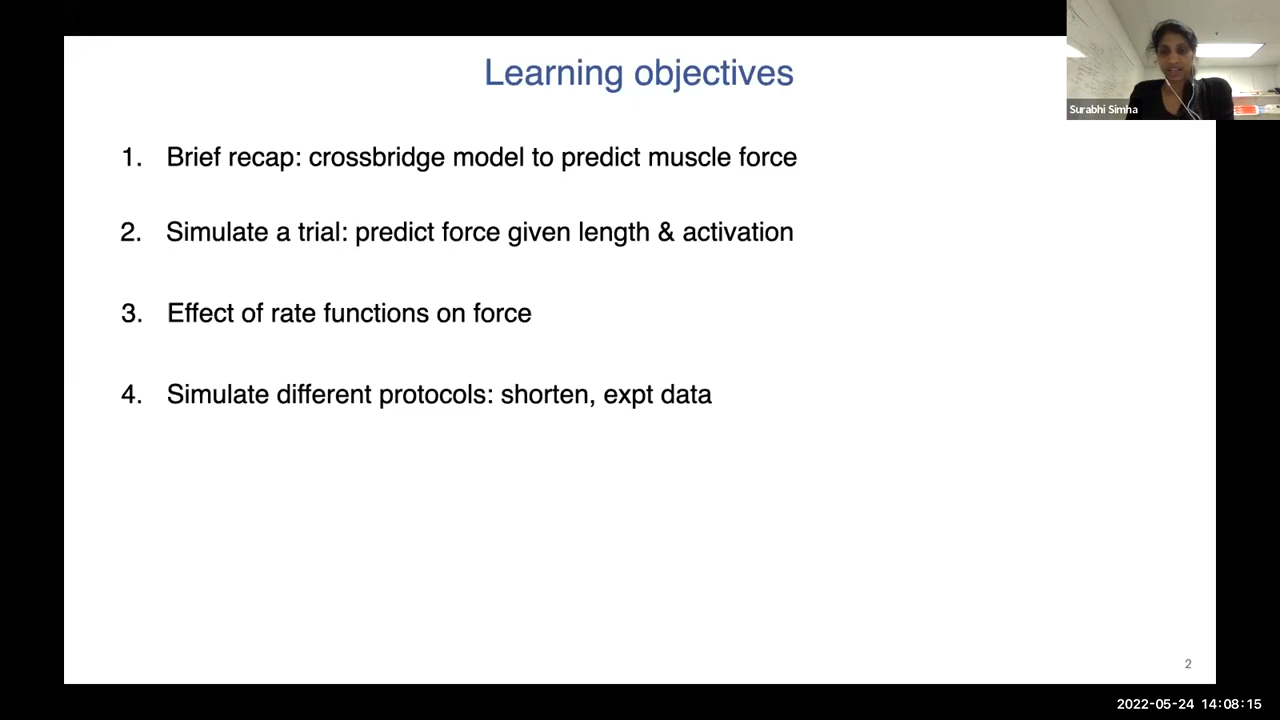 Learning objectives
Surabhi Simha
1. Brief recap: crossbridge model to predict muscle force
2. Simulate a trial: predict force given length & activation
3. Effect of rate functions on force
4. Simulate different protocols: shorten, expt data
2
2022-05-24 14:08:15